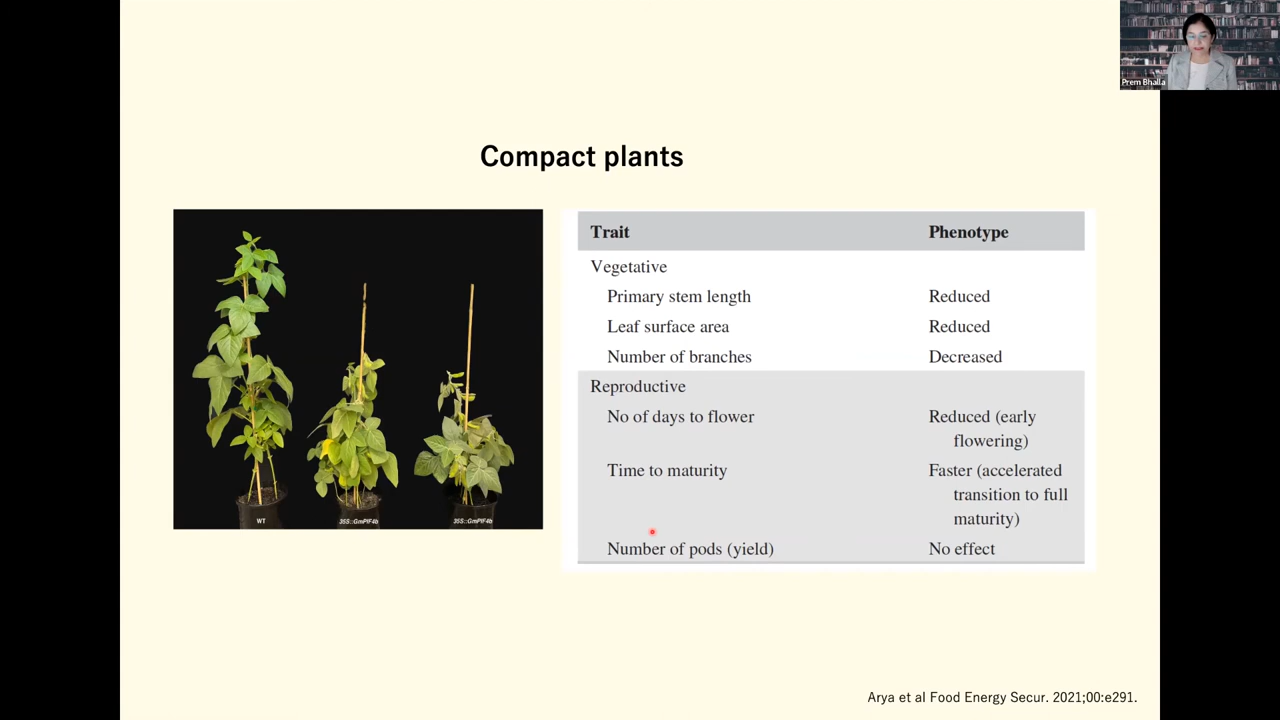 Prem Bhalla
Compact plants
WT
35S::GmPIF4b
35S::GmPIF4b
Trait Phenotype
Vegetative
Primary stem length Reduced
Leaf surface area Reduced
Number of branches Decreased
Reproductive
No of days to flower Reduced (early
flowering)
Time to maturity Faster (accelerated
transition to full
maturity)
Number of pods (yield) No effect
Arya et al Food Energy Secur. 2021;00:e291.